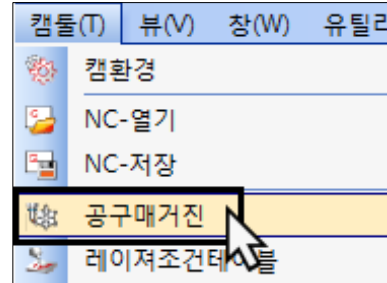 캠툴(T) 뷰(V) 창(W) 유틸리
캠환경
NC-열기
NC-저장
공구매거진
레이져조건테이블